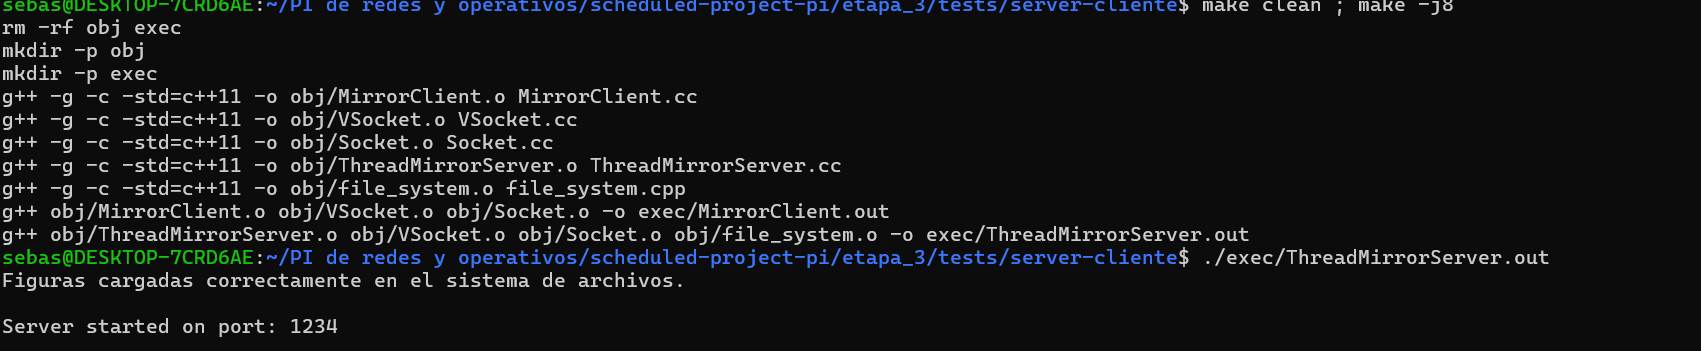 sebas@DESKTOP-7CRD6AE:~/PI de redes y operativos/scheduled-project-pi/etapa_3/tests/server-cliente$ make clean ; make -j8
rm -rf obj exec
mkdir -p obj
mkdir -p exec
g++ -g -c -std=c++11 -o obj/MirrorClient.o MirrorClient.cc
g++ -g -c -std=c++11 -o obj/VSocket.o VSocket.cc
g++ -g -c -std=c++11 -o obj/Socket.o Socket.cc
g++ -g -c -std=c++11 -o obj/ThreadMirrorServer.o ThreadMirrorServer.cc
g++ -g -c -std=c++11 -o obj/file_system.o file_system.cpp
g++ obj/MirrorClient.o obj/VSocket.o obj/Socket.o -o exec/MirrorClient.out
g++ obj/ThreadMirrorServer.o obj/VSocket.o obj/Socket.o obj/file_system.o -o exec/ThreadMirrorServer.out
sebas@DESKTOP-7CRD6AE:~/PI de redes y operativos/scheduled-project-pi/etapa_3/tests/server-cliente$ ./exec/ThreadMirrorServer.out
Figuras cargadas correctamente en el sistema de archivos.
Server started on port: 1234